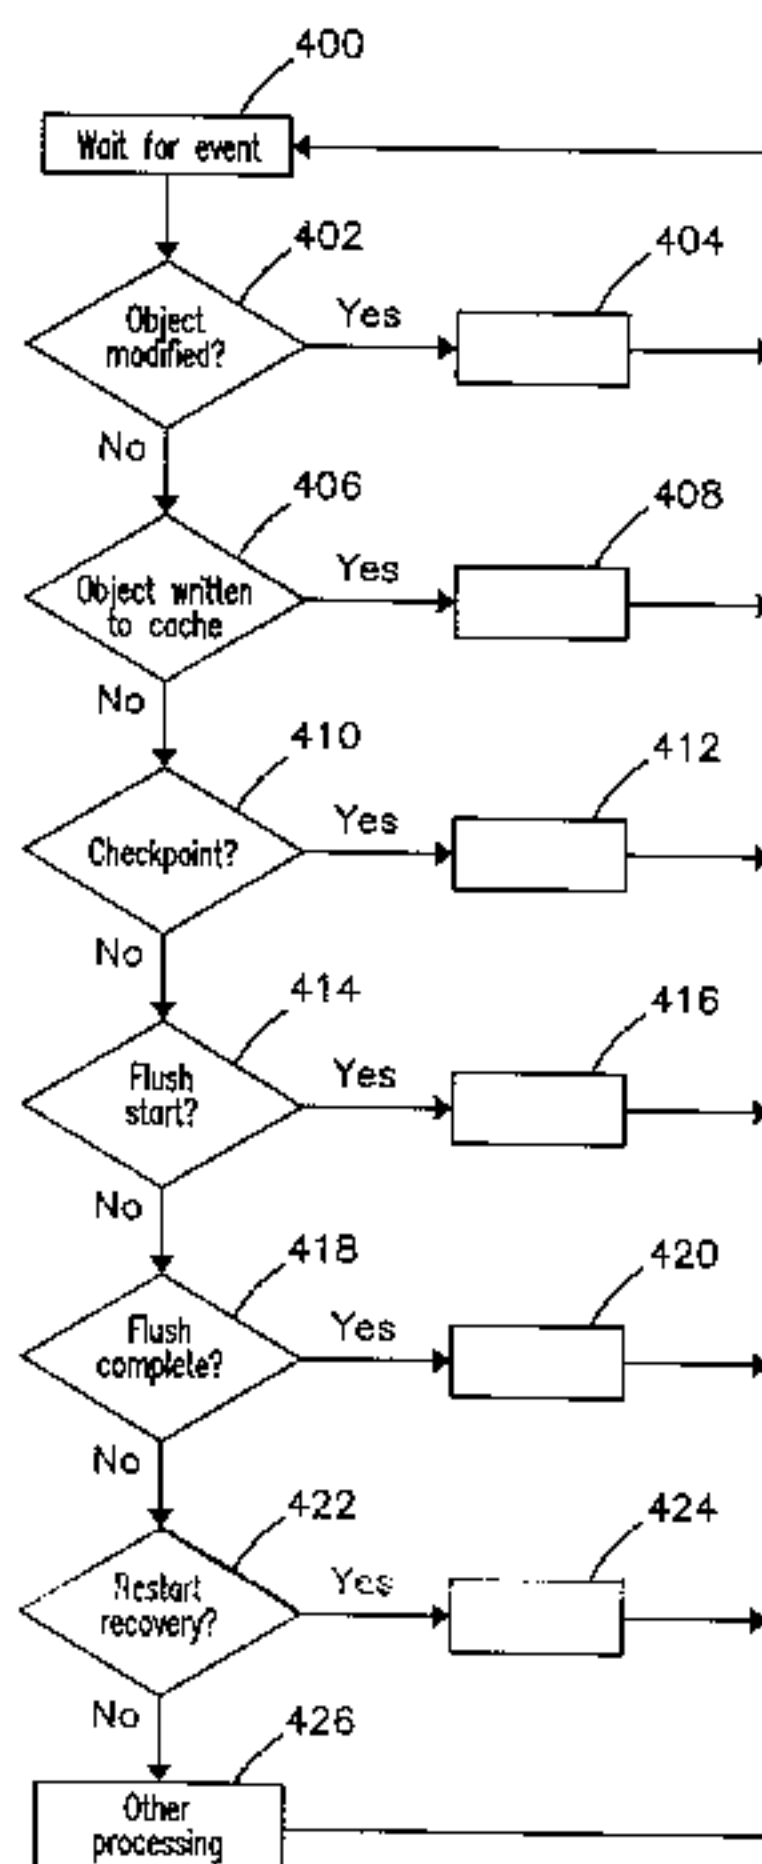 400
Wait for event
402
404
Object
modified?
Yes
No
406
408
Object written
to cache
Yes
No
410
412
Checkpoint?
Yes
No
414
416
Flush
start?
Yes
No
418
420
Flush
complete?
Yes
No
422
424
Restart
recovery?
Yes
No
426
Other
processing